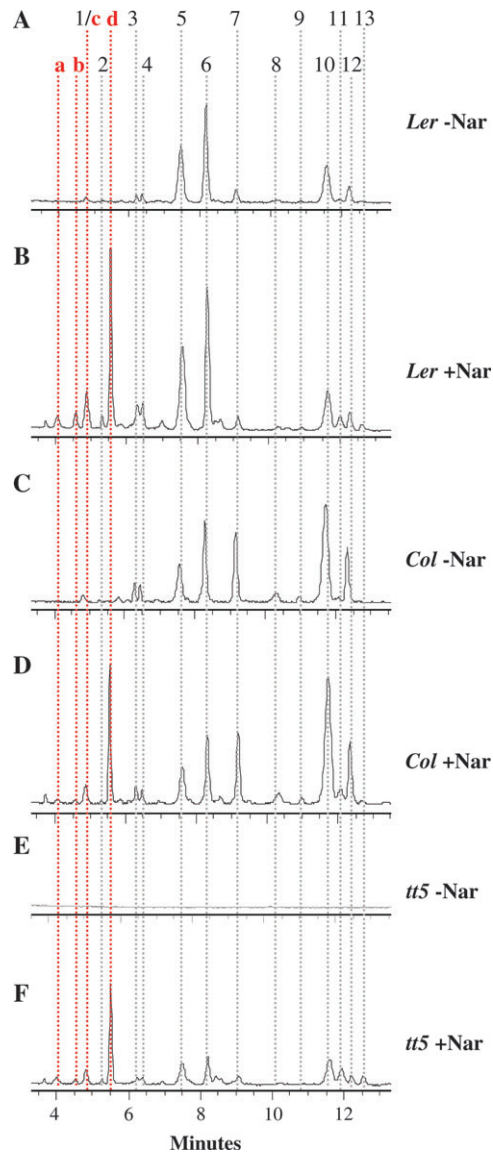 A
1/c d 3 5 7 9 11 13
a b 2 4 6 8 10 12
Ler -Nar
B
Ler +Nar
C
Col -Nar
D
Col +Nar
E
tt5 -Nar
F
tt5 +Nar
4 6 8 10 12
Minutes